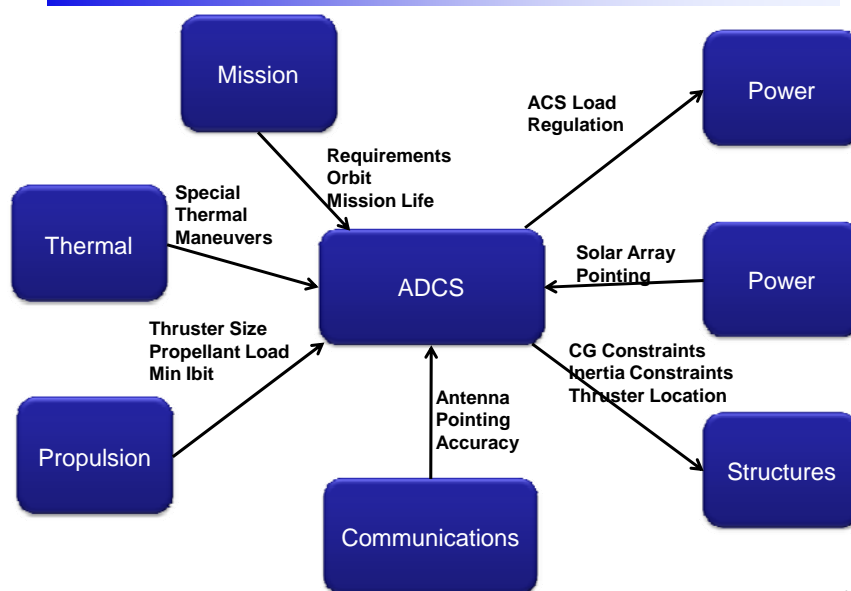 Mission
Power
ACS Load
Regulation
Requirements
Orbit
Mission Life
Special
Thermal
Maneuvers
Thermal
ADCS
Solar Array
Pointing
Power
Thruster Size
Propellant Load
Min Ibit
CG Constraints
Inertia Constraints
Thruster Location
Antenna
Pointing
Accuracy
Propulsion
Structures
Communications